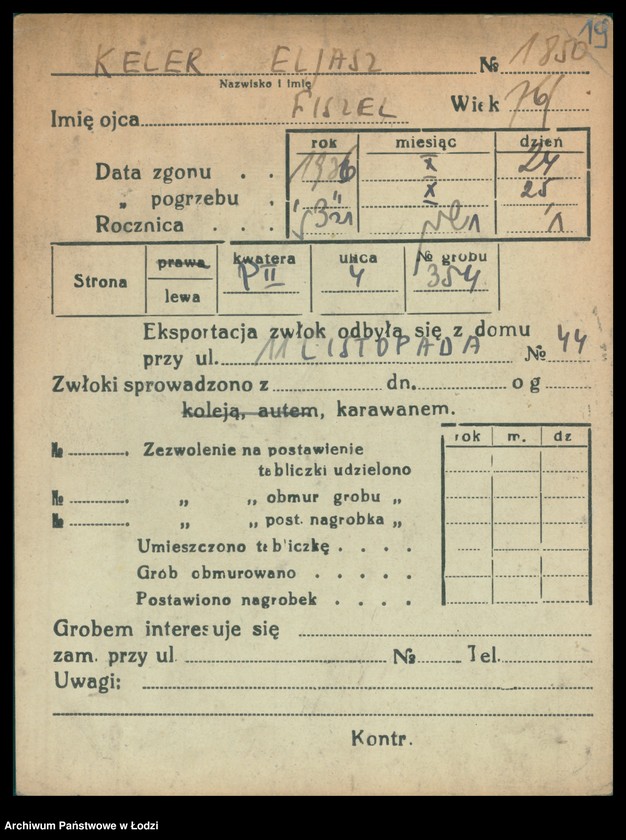 19
KELER ELJASZ № 1850
Nazwisko i imię
Imię ojca FISZEL Wiek 76
rok miesiąc dzień
Data zgonu . . 1936 X 24
„ pogrzebu . " X 25
Rocznica . . .
Strona prawa lewa kwatera P II ulica 4 № grobu 354
Eksportacja zwłok odbyła się z domu
przy ul. 11 LISTOPADA № 44
Zwłoki sprowadzono z dn. o g
koleją, autem, karawanem.
rok m. dz
№ Zezwolenie na postawienie
tabliczki udzielono
№ „ „ obmur grobu „
№ „ „ post. nagrobka „
Umieszczono tabliczkę . . . .
Grób obmurowano . . . . .
Postawiono nagrobek . . . .
Grobem interesuje się
zam. przy ul. № Tel.
Uwagi:
Kontr.
Archiwum Państwowe w Łodzi